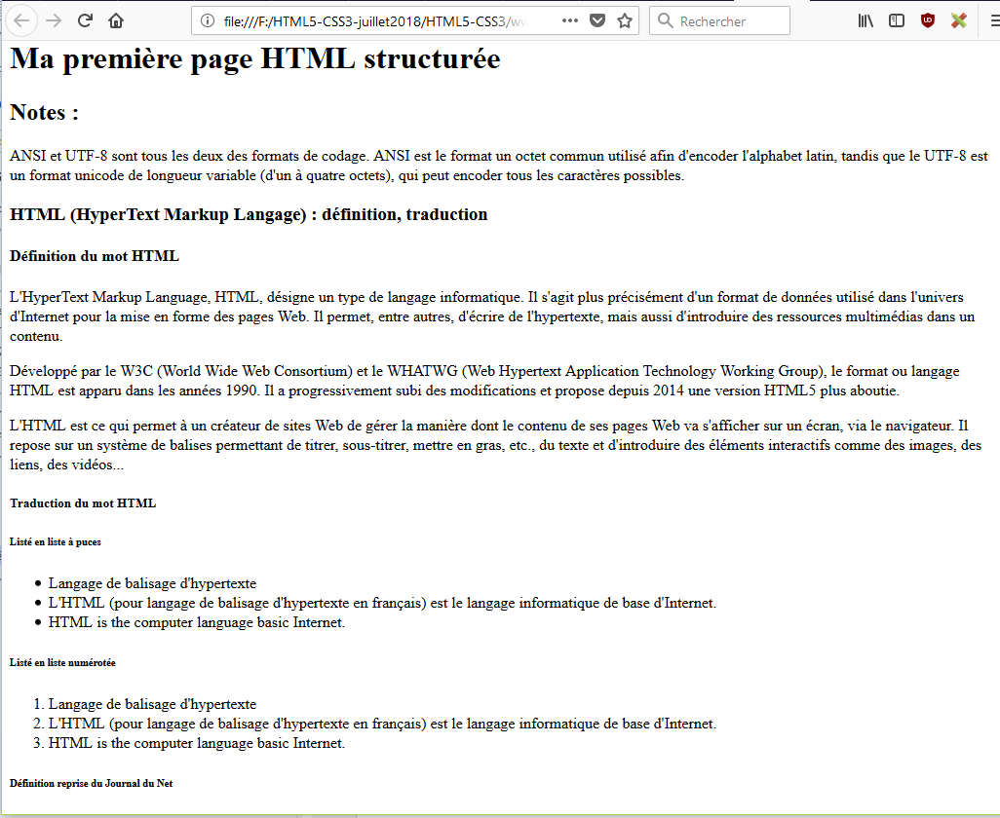 file:///F:/HTML5-CSS3-juillet2018/HTML5-CSS3/
Rechercher
Ma première page HTML structurée
Notes :
ANSI et UTF-8 sont tous les deux des formats de codage. ANSI est le format un octet commun utilisé afin d'encoder l'alphabet latin, tandis que le UTF-8 est
un format unicode de longueur variable (d'un à quatre octets), qui peut encoder tous les caractères possibles.
HTML (HyperText Markup Langage) : définition, traduction
Définition du mot HTML
L'HyperText Markup Language, HTML, désigne un type de langage informatique. Il s'agit plus précisément d'un format de données utilisé dans l'univers
d'Internet pour la mise en forme des pages Web. Il permet, entre autres, d'écrire de l'hypertexte, mais aussi d'introduire des ressources multimédias dans un
contenu.
Développé par le W3C (World Wide Web Consortium) et le WHATWG (Web Hypertext Application Technology Working Group), le format ou langage
HTML est apparu dans les années 1990. Il a progressivement subi des modifications et propose depuis 2014 une version HTML5 plus aboutie.
L'HTML est ce qui permet à un créateur de sites Web de gérer la manière dont le contenu de ses pages Web va s'afficher sur un écran, via le navigateur. Il
repose sur un système de balises permettant de titrer, sous-titrer, mettre en gras, etc., du texte et d'introduire des éléments interactifs comme des images, des
liens, des vidéos...
Traduction du mot HTML
Listé en liste à puces
• Langage de balisage d'hypertexte
• L'HTML (pour langage de balisage d'hypertexte en français) est le langage informatique de base d'Internet.
• HTML is the computer language basic Internet.
Listé en liste numérotée
1. Langage de balisage d'hypertexte
2. L'HTML (pour langage de balisage d'hypertexte en français) est le langage informatique de base d'Internet.
3. HTML is the computer language basic Internet.
Définition reprise du Journal du Net